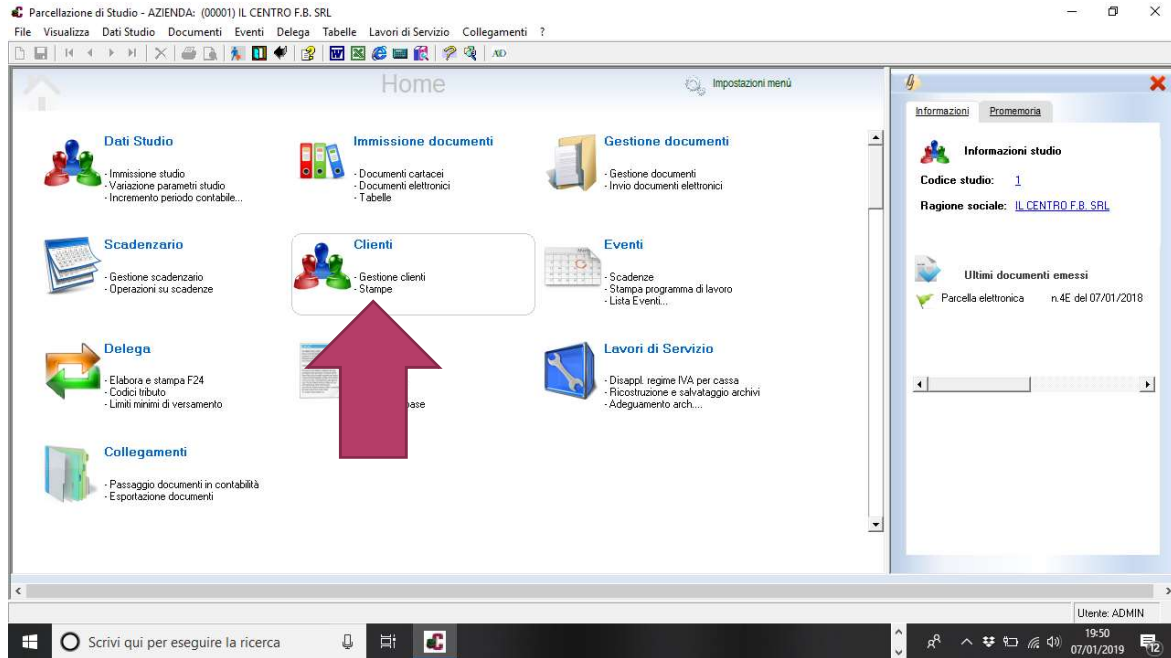 Parcellazione di Studio - AZIENDA: (00001) IL CENTRO F.B. SRL
File Visualizza Dati Studio Documenti Eventi Delega Tabelle Lavori di Servizio Collegamenti ?
Home
Impostazioni menù
Dati Studio
- Immissione studio
- Variazione parametri studio
- Incremento periodo contabile...
Immissione documenti
- Documenti cartacei
- Documenti elettronici
- Tabelle
Gestione documenti
- Gestione documenti
- Invio documenti elettronici
Scadenzario
- Gestione scadenzario
- Operazioni su scadenze
Clienti
- Gestione clienti
- Stampe
Eventi
- Scadenze
- Stampa programma di lavoro
- Lista Eventi...
Delega
- Elabora e stampa F24
- Codici tributo
- Limiti minimi di versamento
ase
Lavori di Servizio
- Disappl. regime IVA per cassa
- Ricostruzione e salvataggio archivi
- Adeguamento arch....
Collegamenti
- Passaggio documenti in contabilità
- Esportazione documenti
Informazioni Promemoria
Informazioni studio
Codice studio: 1
Ragione sociale: IL CENTRO F.B. SRL
Ultimi documenti emessi
Parcella elettronica n.4E del 07/01/2018
Utente: ADMIN
Scrivi qui per eseguire la ricerca
19:50
07/01/2019
12